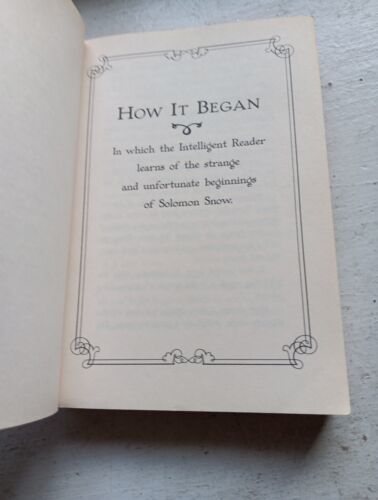 How It Began
In which the Intelligent Reader
learns of the strange
and unfortunate beginnings
of Solomon Snow.